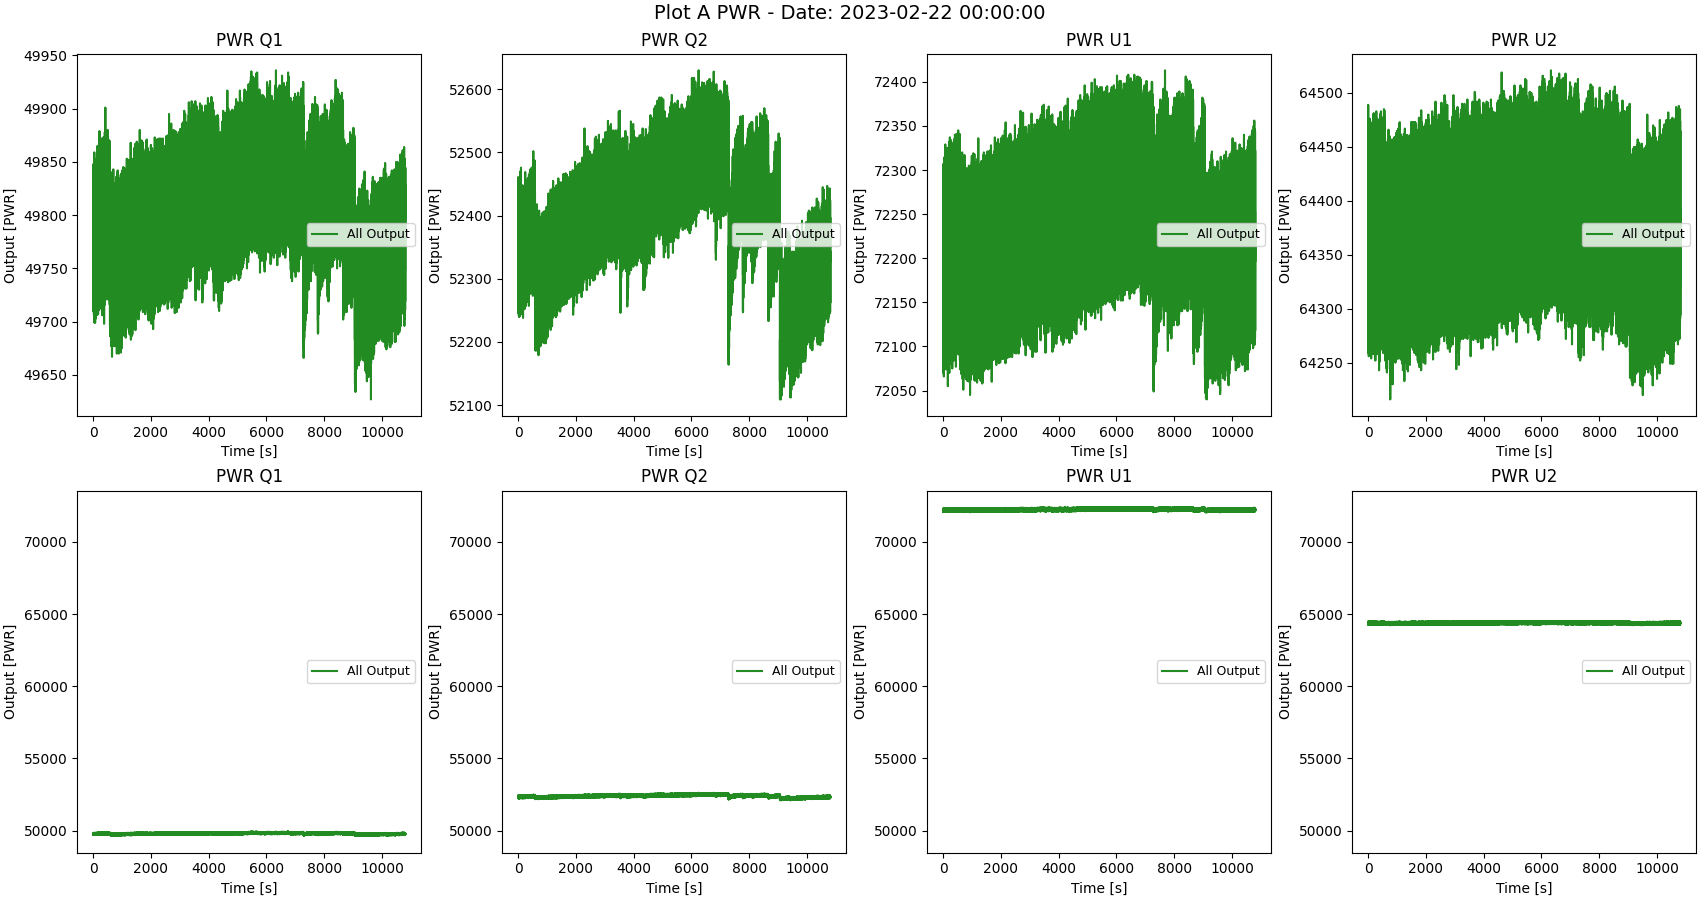 Plot A PWR - Date: 2023-02-22 00:00:00
PWR Q1
PWR Q2
PWR U1
PWR U2
Output [PWR]
49950
49900
49850
49800
49750
49700
49650
All Output
0 2000 4000 6000 8000 10000
Time [s]
Output [PWR]
52600
52500
52400
52300
52200
52100
All Output
0 2000 4000 6000 8000 10000
Time [s]
Output [PWR]
72400
72350
72300
72250
72200
72150
72100
72050
All Output
0 2000 4000 6000 8000 10000
Time [s]
Output [PWR]
64500
64450
64400
64350
64300
64250
All Output
0 2000 4000 6000 8000 10000
Time [s]
PWR Q1
PWR Q2
PWR U1
PWR U2
Output [PWR]
70000
65000
60000
55000
50000
All Output
0 2000 4000 6000 8000 10000
Time [s]
Output [PWR]
70000
65000
60000
55000
50000
All Output
0 2000 4000 6000 8000 10000
Time [s]
Output [PWR]
70000
65000
60000
55000
50000
All Output
0 2000 4000 6000 8000 10000
Time [s]
Output [PWR]
70000
65000
60000
55000
50000
All Output
0 2000 4000 6000 8000 10000
Time [s]